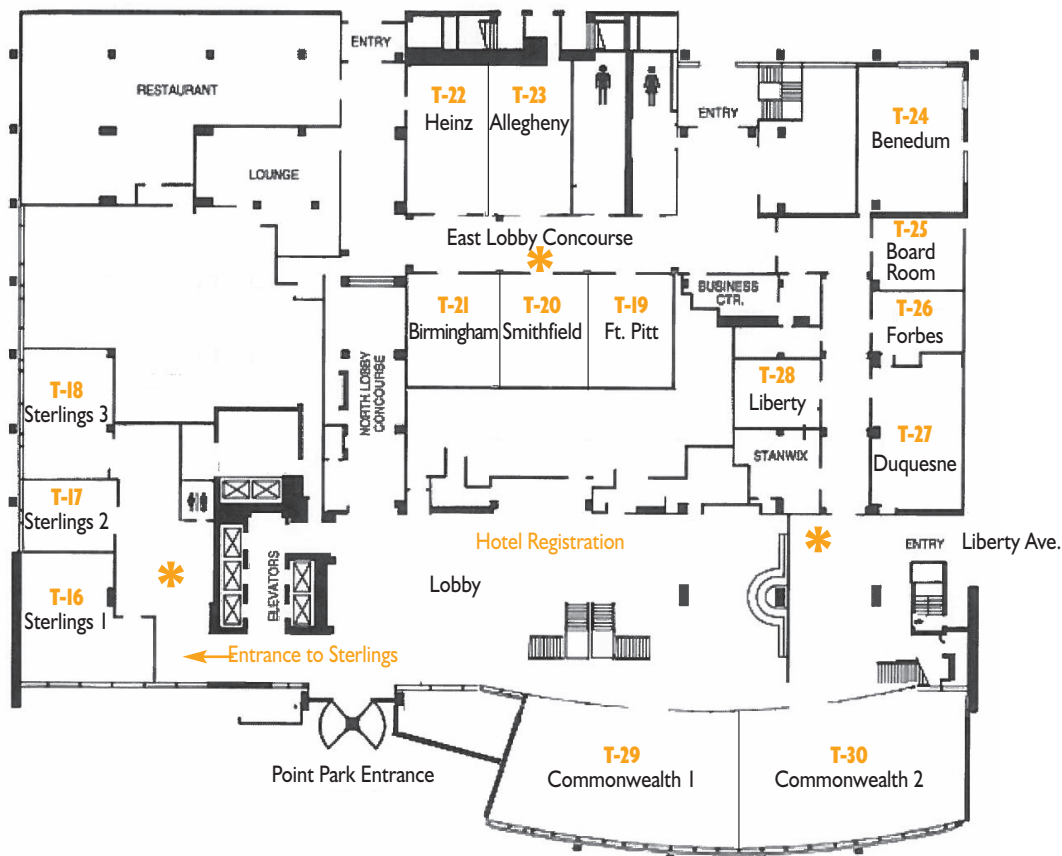 ENTRY
RESTAURANT
T-22
Heinz
T-23
Allegheny
ENTRY
T-24
Benedum
LOUNGE
East Lobby Concourse
*
T-25
Board
Room
T-21
Birmingham
T-20
Smithfield
T-19
Ft. Pitt
BUSINESS
CTR.
T-26
Forbes
T-18
Sterlings 3
NORTH LOBBY
CONCOURSE
T-28
Liberty
T-27
Duquesne
STANWIX
T-17
Sterlings 2
Hotel Registration
*
ENTRY
Liberty Ave.
*
T-16
Sterlings 1
ELEVATORS
Lobby
Entrance to Sterlings
Point Park Entrance
T-29
Commonwealth 1
T-30
Commonwealth 2